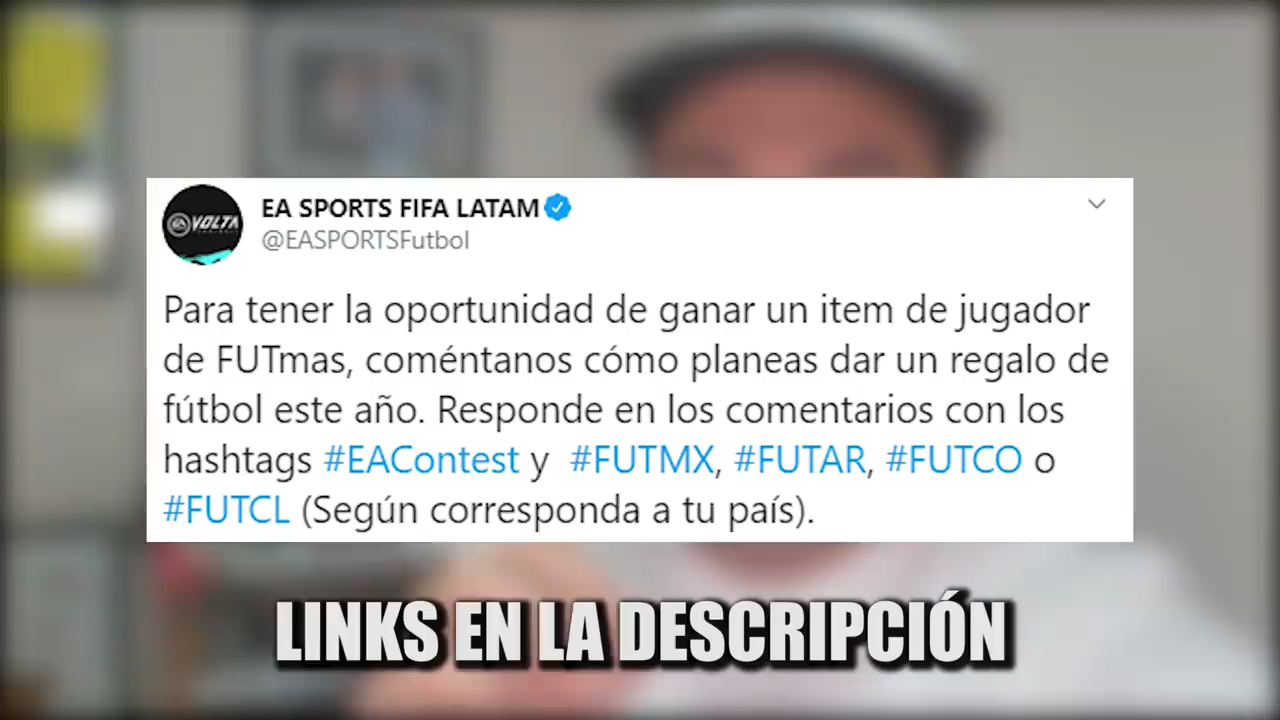 EA SPORTS FIFA LATAM
@EASPORTSFutbol
VOLTA
Para tener la oportunidad de ganar un item de jugador
de FUTmas, coméntanos cómo planeas dar un regalo de
fútbol este año. Responde en los comentarios con los
hashtags #EAContest y #FUTMX, #FUTAR, #FUTCO o
#FUTCL (Según corresponda a tu país).
LINKS EN LA DESCRIPCIÓN